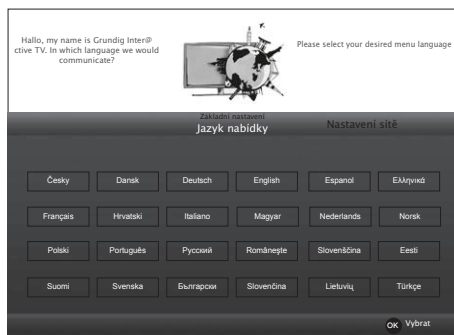 Hallo, my name is Grundig Inter@
ctive TV. In which language we would
communicate?
Please select your desired menu language
Základní nastavení
Jazyk nabídky
Nastavení sítě
Česky Dansk Deutsch English Espanol Ελληνικά
Français Hrvatski Italiano Magyar Nederlands Norsk
Polski Português Русский Româneşte Slovenščina Eesti
Suomi Svenska Български Slovenčina Lietuvių Türkçe
OK Vybrat